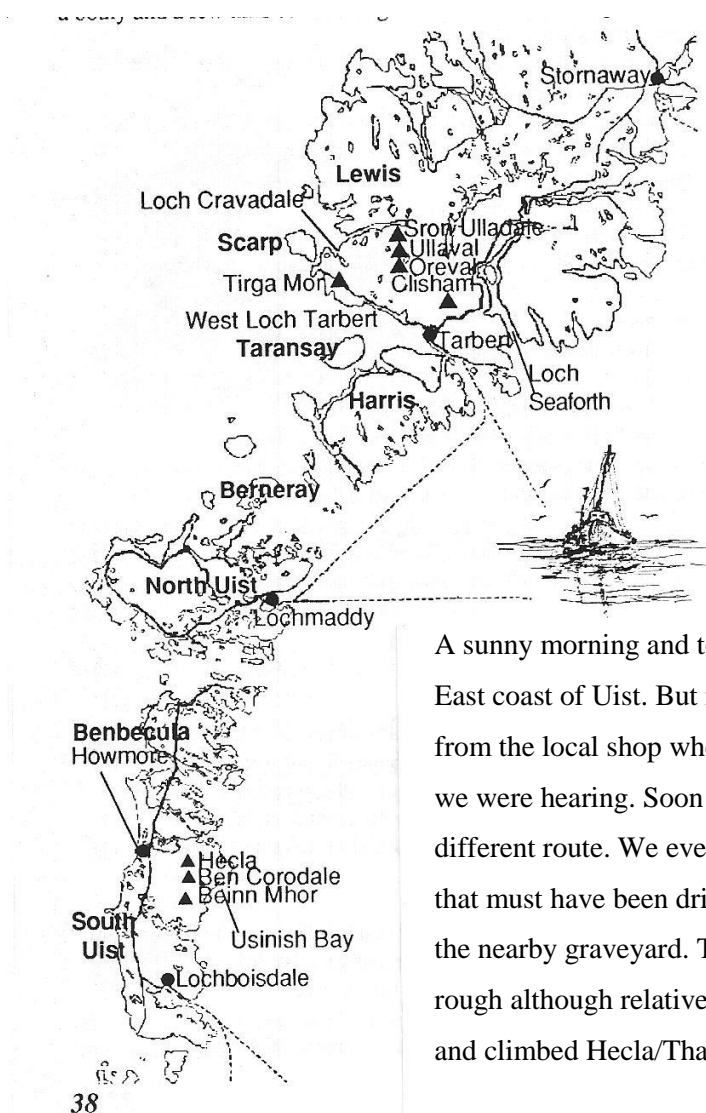 Stornaway
Lewis
Loch Cravadale
Sron Ulladale
Scarp
Ullaval
Oreval
Tirga Mor
Clisham
West Loch Tarbert
Tarbert
Taransay
Loch
Seaforth
Harris
Berneray
North Uist
Lochmaddy
A sunny morning and t
East coast of Uist. But
from the local shop wh
we were hearing. Soon
different route. We eve
that must have been dri
the nearby graveyard. T
rough although relative
and climbed Hecla/Tha
Benbecula
Howmore
Hecla
Ben Corodale
Beinn Mhor
South
Uist
Usinish Bay
Lochboisdale
38